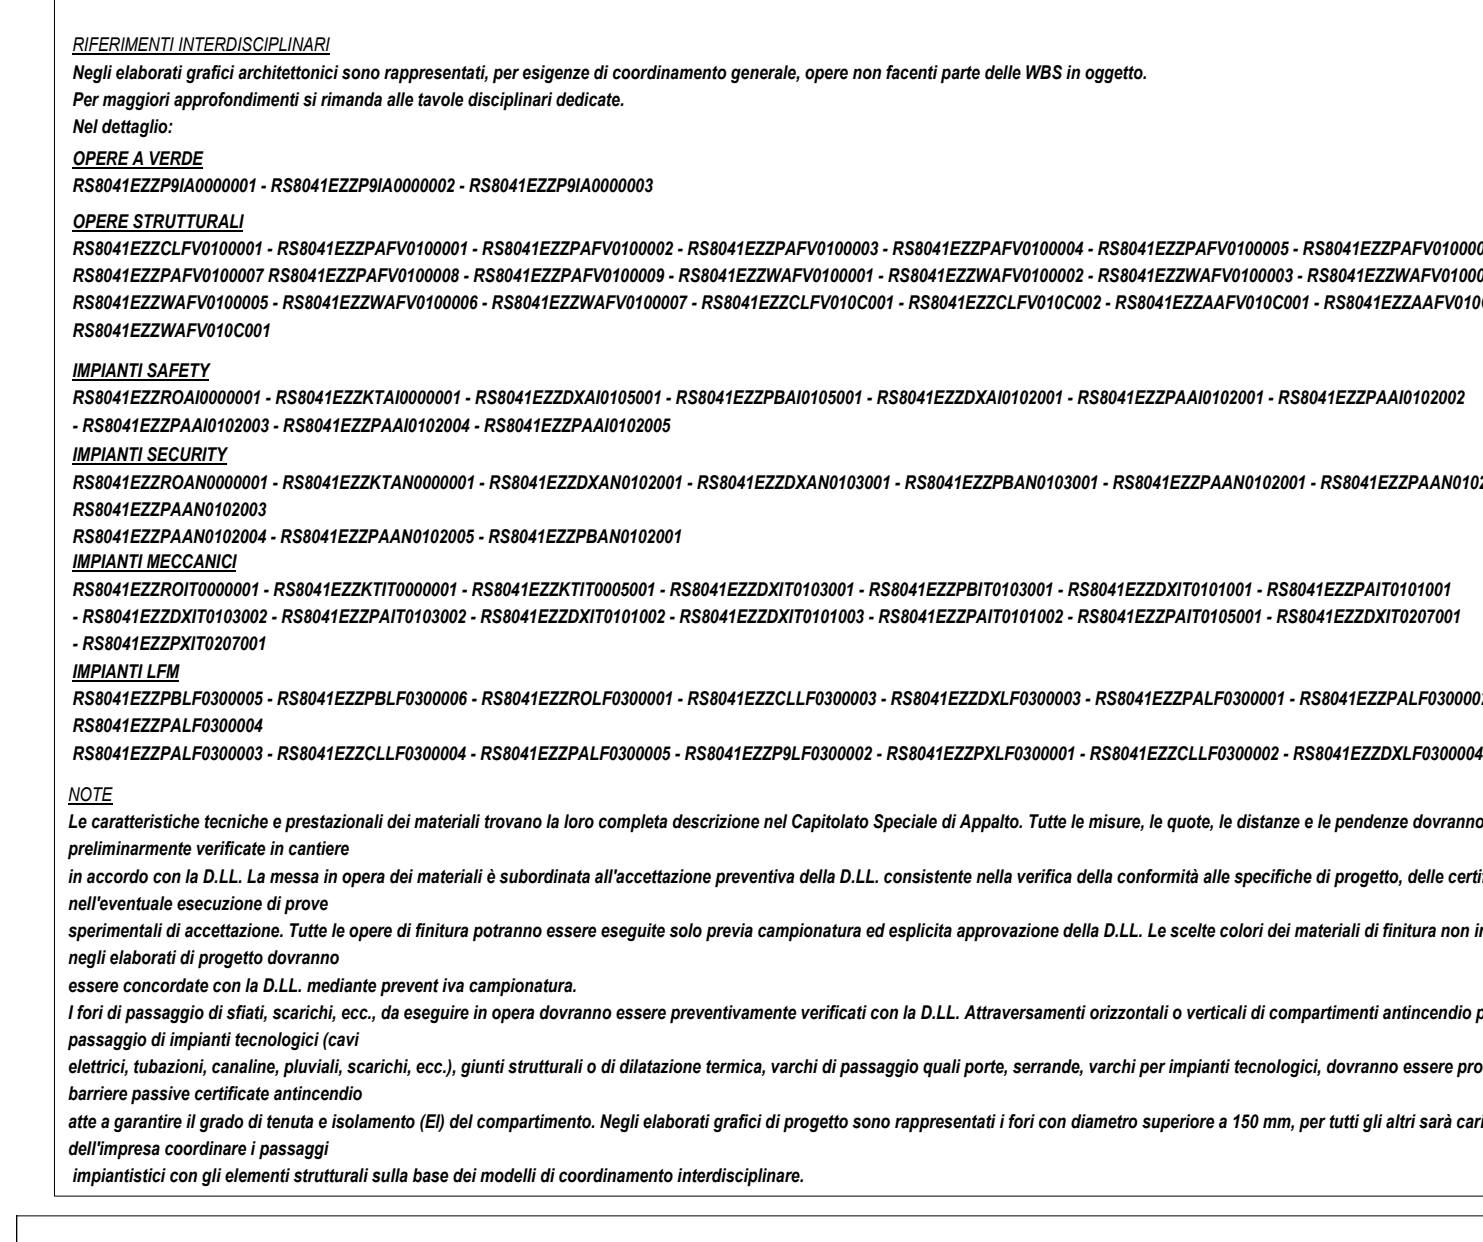 RIFERIMENTI INTERDISCIPLINARI
Negli elaborati grafici architettonici sono rappresentati, per esigenze di coordinamento generale, opere non facenti parte delle WBS in oggetto.
Per maggiori approfondimenti si rimanda alle tavole disciplinari dedicate.
Nel dettaglio:
OPERE A VERDE
RS8041EZZP9IA0000001 - RS8041EZZP9IA0000002 - RS8041EZZP9IA0000003
OPERE STRUTTURALI
RS8041EZZCLFV0100001 - RS8041EZZPAFV0100001 - RS8041EZZPAFV0100002 - RS8041EZZPAFV0100003 - RS8041EZZPAFV0100004 - RS8041EZZPAFV0100005 -
RS8041EZZPAFV0100007 RS8041EZZPAFV0100008 - RS8041EZZPAFV0100009 - RS8041EZZWAFV0100001 - RS8041EZZWAFV0100002 - RS8041EZZWAFV0100003 -
RS8041EZZWAFV0100005 - RS8041EZZWAFV0100006 - RS8041EZZWAFV0100007 - RS8041EZZCLFV010C001 - RS8041EZZCLFV010C002 - RS8041EZZAAFV010C001 -
RS8041EZZWAFV010C001
IMPIANTI SAFETY
RS8041EZZROAI0000001 - RS8041EZZKTAI0000001 - RS8041EZZDXAI0105001 - RS8041EZZPBAI0105001 - RS8041EZZDXAI0102001 - RS8041EZZPAAI0102001 - RS8041EZZPAAI0102002
- RS8041EZZPAAI0102003 - RS8041EZZPAAI0102004 - RS8041EZZPAAI0102005
IMPIANTI SECURITY
RS8041EZZROAN0000001 - RS8041EZZKTAN0000001 - RS8041EZZDXAN0102001 - RS8041EZZDXAN0103001 - RS8041EZZPBAN0103001 - RS8041EZZPAAN0102001 -
RS8041EZZPAAN0102003
RS8041EZZPAAN0102004 - RS8041EZZPAAN0102005 - RS8041EZZPBAN0102001
IMPIANTI MECCANICI
RS8041EZZROIT0000001 - RS8041EZZKTIT0000001 - RS8041EZZKTIT0005001 - RS8041EZZDXIT0103001 - RS8041EZZPBIT0103001 - RS8041EZZDXIT0101001 - RS8041EZZPAIT0101001
- RS8041EZZDXIT0103002 - RS8041EZZPAIT0103002 - RS8041EZZDXIT0101002 - RS8041EZZDXIT0101003 - RS8041EZZPAIT0101002 - RS8041EZZPAIT0105001 - RS8041EZZDXIT0207001
- RS8041EZZPXIT0207001
IMPIANTI LFM
RS8041EZZPBLF0300005 - RS8041EZZPBLF0300006 - RS8041EZZROLF0300001 - RS8041EZZCLLF0300003 - RS8041EZZDXLF0300003 - RS8041EZZPALF0300001 -
RS8041EZZPALF0300004
RS8041EZZPALF0300003 - RS8041EZZCLLF0300004 - RS8041EZZPALF0300005 - RS8041EZZP9LF0300002 - RS8041EZZPXLF0300001 - RS8041EZZCLLF0300002 - RS8041EZZDXLF0300004
NOTE
Le caratteristiche tecniche e prestazionali dei materiali trovano la loro completa descrizione nel Capitolato Speciale di Appalto. Tutte le misure, le quote, le distanze e le pendenze dovranno
preliminarmente verificate in cantiere
in accordo con la D.LL. La messa in opera dei materiali è subordinata all'accettazione preventiva della D.LL. consistente nella verifica della conformità alle specifiche di progetto, delle
nell'eventuale esecuzione di prove
sperimentali di accettazione. Tutte le opere di finitura potranno essere eseguite solo previa campionatura ed esplicita approvazione della D.LL. Le scelte colori dei materiali di finitura non
negli elaborati di progetto dovranno
essere concordate con la D.LL. mediante prevent iva campionatura.
I fori di passaggio di sfiati, scarichi, ecc., da eseguire in opera dovranno essere preventivamente verificati con la D.LL. Attraversamenti orizzontali o verticali di compartimenti antincendio
passaggio di impianti tecnologici (cavi
elettrici, tubazioni, canaline, pluviali, scarichi, ecc.), giunti strutturali o di dilatazione termica, varchi di passaggio quali porte, serrande, varchi per impianti tecnologici, dovranno essere
barriere passive certificate antincendio
atte a garantire il grado di tenuta e isolamento (EI) del compartimento. Negli elaborati grafici di progetto sono rappresentati i fori con diametro superiore a 150 mm, per tutti gli altri sarà
dell'impresa coordinare i passaggi
impiantistici con gli elementi strutturali sulla base dei modelli di coordinamento interdisciplinare.